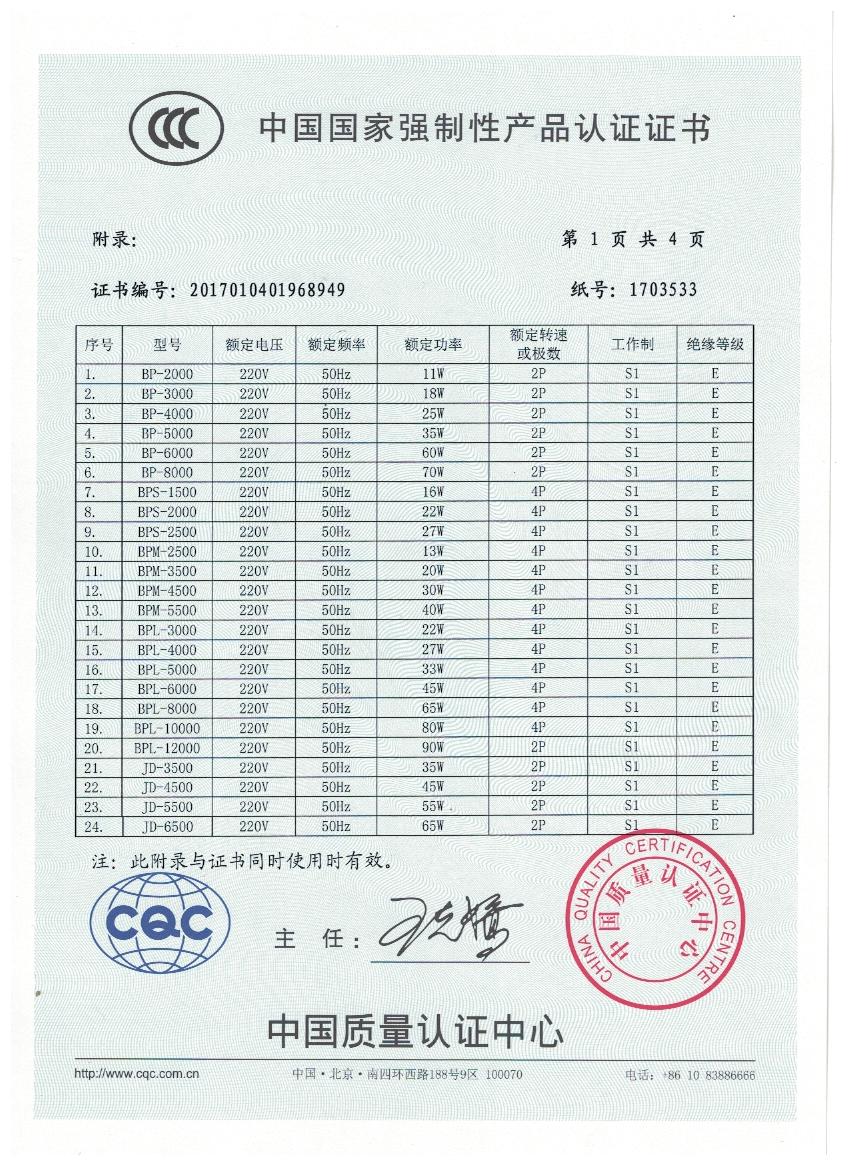 CCC 中国国家强制性产品认证证书
附录: 第 1 页 共 4 页
证书编号: 2017010401968949 纸号: 1703533
序号 型号 额定电压 额定频率 额定功率 额定转速或极数 工作制 绝缘等级
1. BP-2000 220V 50Hz 11W 2P S1 E
2. BP-3000 220V 50Hz 18W 2P S1 E
3. BP-4000 220V 50Hz 25W 2P S1 E
4. BP-5000 220V 50Hz 35W 2P S1 E
5. BP-6000 220V 50Hz 60W 2P S1 E
6. BP-8000 220V 50Hz 70W 2P S1 E
7. BPS-1500 220V 50Hz 16W 4P S1 E
8. BPS-2000 220V 50Hz 22W 4P S1 E
9. BPS-2500 220V 50Hz 27W 4P S1 E
10. BPM-2500 220V 50Hz 13W 4P S1 E
11. BPM-3500 220V 50Hz 20W 4P S1 E
12. BPM-4500 220V 50Hz 30W 4P S1 E
13. BPM-5500 220V 50Hz 40W 4P S1 E
14. BPL-3000 220V 50Hz 22W 4P S1 E
15. BPL-4000 220V 50Hz 27W 4P S1 E
16. BPL-5000 220V 50Hz 33W 4P S1 E
17. BPL-6000 220V 50Hz 45W 4P S1 E
18. BPL-8000 220V 50Hz 65W 4P S1 E
19. BPL-10000 220V 50Hz 80W 4P S1 E
20. BPL-12000 220V 50Hz 90W 2P S1 E
21. JD-3500 220V 50Hz 35W 2P S1 E
22. JD-4500 220V 50Hz 45W 2P S1 E
23. JD-5500 220V 50Hz 55W 2P S1 E
24. JD-6500 220V 50Hz 65W 2P S1 E
注: 此附录与证书同时使用时有效。
CQC
主 任:
CHINA QUALITY CERTIFICATION CENTRE
中国质量认证中心
中国质量认证中心
http://www.cqc.com.cn 中国·北京·南四环西路188号9区 100070 电话: +86 10 83886666